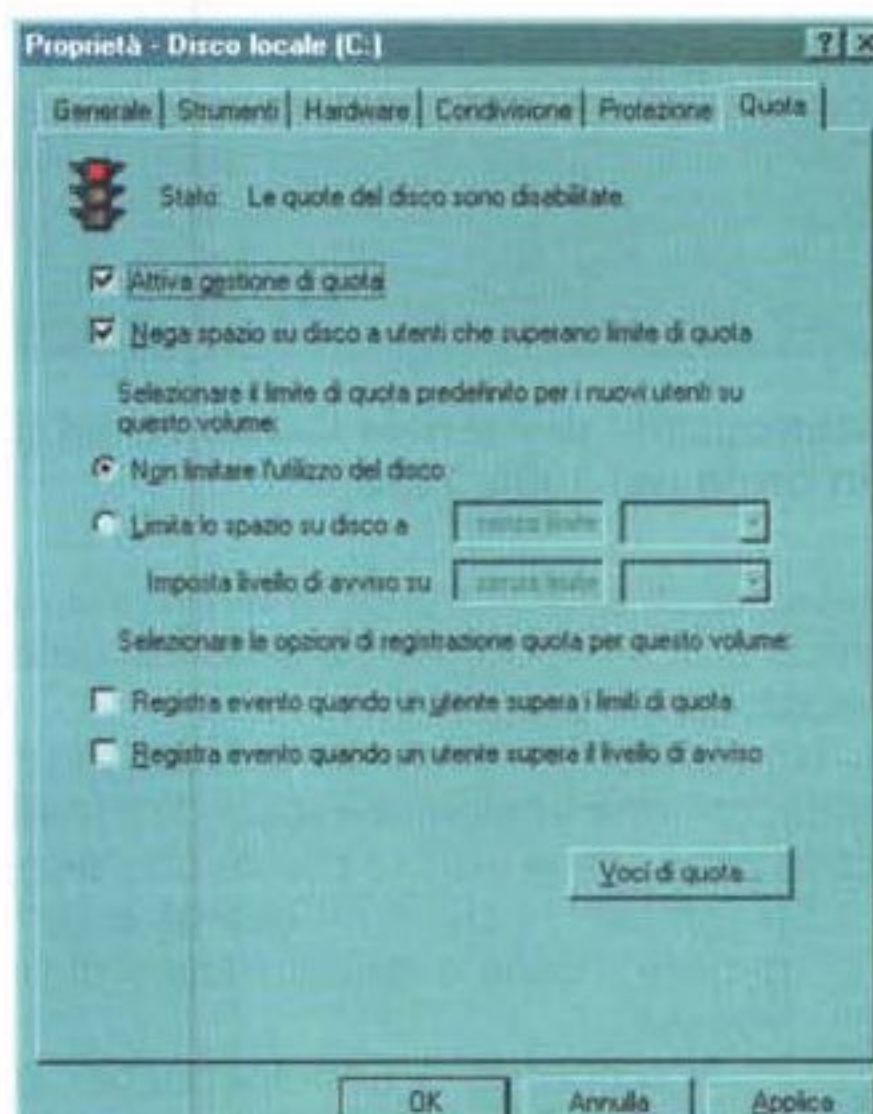 Proprietà - Disco locale (C:)
Generale Strumenti Hardware Condivisione Protezione Quota
Stato: Le quote del disco sono disabilitate.
Attiva gestione di quota
Nega spazio su disco a utenti che superano limite di quota
Selezionare il limite di quota predefinito per i nuovi utenti su
questo volume:
Non limitare l'utilizzo del disco
Limita lo spazio su disco a senza limite
Imposta livello di avviso su senza limite
Selezionare le opzioni di registrazione quota per questo volume:
Registra evento quando un utente supera i limiti di quota
Registra evento quando un utente supera il livello di avviso
Voci di quota...
OK Annulla Applica